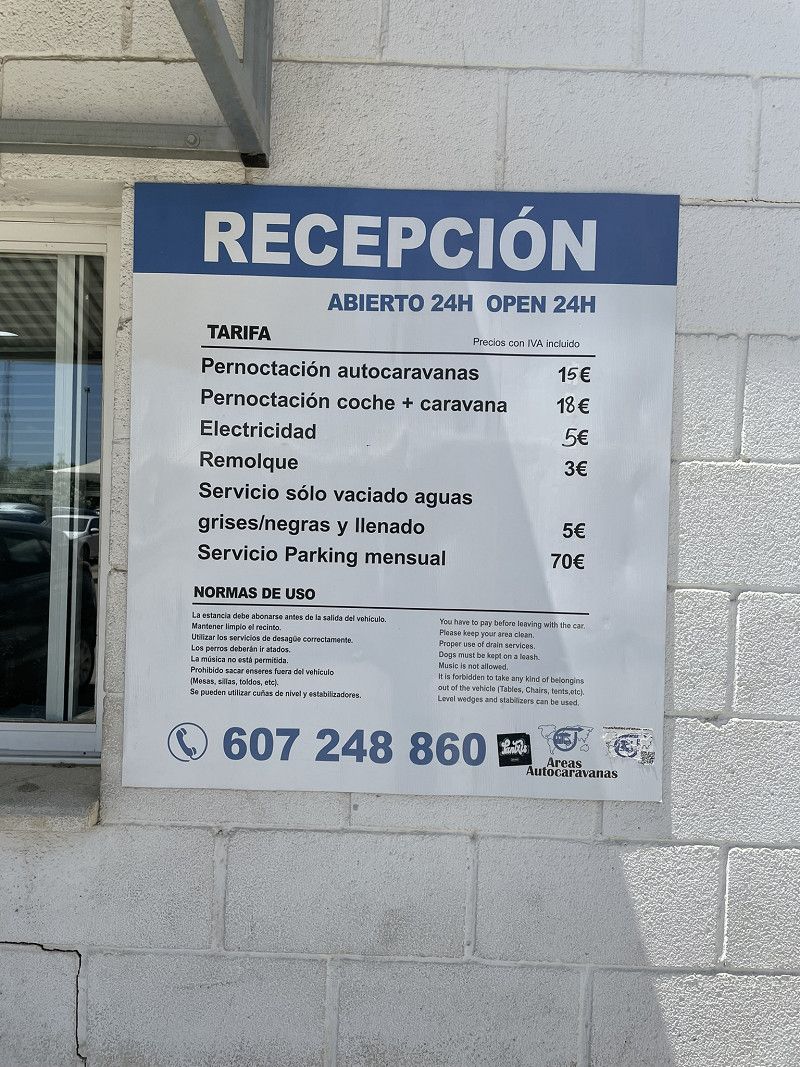 RECEPCIÓN
ABIERTO 24H OPEN 24H
TARIFA
Precios con IVA incluido
Pernoctación autocaravanas 15€
Pernoctación coche + caravana 18€
Electricidad 5€
Remolque 3€
Servicio sólo vaciado aguas
grises/negras y llenado 5€
Servicio Parking mensual 70€
NORMAS DE USO
La estancia debe abonarse antes de la salida del vehículo.
Mantener limpio el recinto.
Utilizar los servicios de desagüe correctamente.
Los perros deberán ir atados.
La música no está permitida.
Prohibido sacar enseres fuera del vehículo
(Mesas, sillas, toldos, etc).
Se pueden utilizar cuñas de nivel y estabilizadores.
You have to pay before leaving with the car.
Please keep your area clean.
Proper use of drain services.
Dogs must be kept on a leash.
Music is not allowed.
It is forbidden to take any kind of belongins
out of the vehicle (Tables, Chairs, tents,etc).
Level wedges and stabilizers can be used.
607 248 860
Areas
Autocaravanas